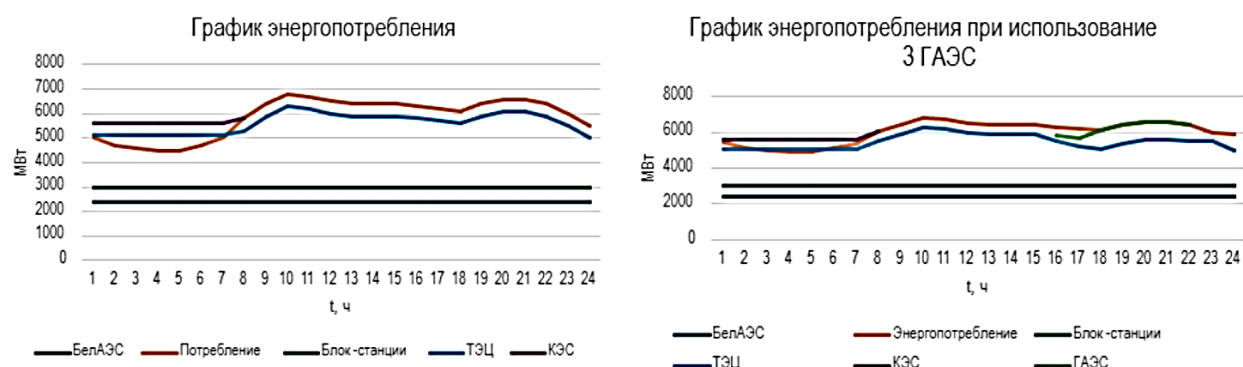 График энергопотребления
8000
7000
6000
5000
4000
3000
2000
1000
0
МВт
1 2 3 4 5 6 7 8 9 10 11 12 13 14 15 16 17 18 19 20 21 22 23 24
t, ч
БелАЭС Потребление Блок-станции ТЭЦ КЭС
График энергопотребления при использование
3 ГАЭС
8000
6000
4000
2000
0
МВт
1 2 3 4 5 6 7 8 9 10 11 12 13 14 15 16 17 18 19 20 21 22 23 24
t, ч
БелАЭС Энергопотребление Блок-станции
ТЭЦ КЭС ГАЭС